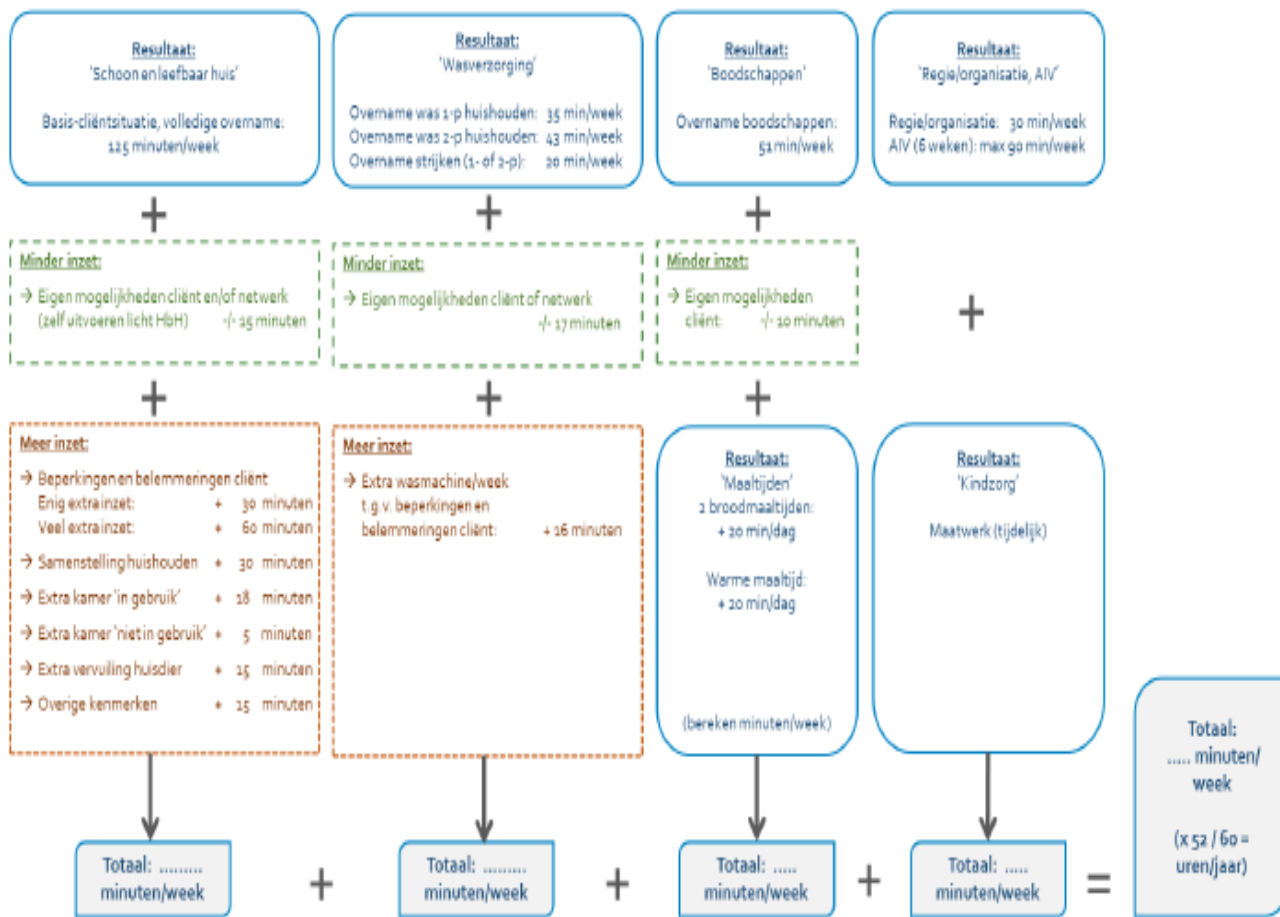 Resultaat:
'Schoon en leefbaar huis'
Basis-cliëntsituatie, volledige overname:
125 minuten/week
Resultaat:
'Wasverzorging'
Overname was 1-p huishouden: 35 min/week
Overname was 2-p huishouden: 43 min/week
Overname strijken (1- of 2-p): 20 min/week
Resultaat:
'Boodschappen'
Overname boodschappen:
51 min/week
Resultaat:
'Regie/organisatie, AIV'
Regie/organisatie: 30 min/week
AIV (6 weken): max 90 min/week
+
+
+
Minder inzet:
→ Eigen mogelijkheden cliënt en/of netwerk
(zelf uitvoeren licht HbH) -/- 15 minuten
Minder inzet:
→ Eigen mogelijkheden cliënt of netwerk
-/- 17 minuten
Minder inzet:
→ Eigen mogelijkheden
cliënt: -/- 10 minuten
+
+
+
+
Meer inzet:
→ Beperkingen en belemmeringen cliënt
Enig extra inzet: + 30 minuten
Veel extra inzet: + 60 minuten
→ Samenstelling huishouden + 30 minuten
→ Extra kamer 'in gebruik' + 18 minuten
→ Extra kamer 'niet in gebruik' + 5 minuten
→ Extra vervuiling huisdier + 15 minuten
→ Overige kenmerken + 15 minuten
Meer inzet:
→ Extra wasmachine/week
t.g.v. beperkingen en
belemmeringen cliënt: + 16 minuten
Resultaat:
'Maaltijden'
2 broodmaaltijden:
+ 20 min/dag
Warme maaltijd:
+ 20 min/dag
(bereken minuten/week)
Resultaat:
'Kindzorg'
Maatwerk (tijdelijk)
Totaal: .........
minuten/week
+
Totaal: .........
minuten/week
+
Totaal: .....
minuten/week
+
Totaal: .....
minuten/week
=
Totaal:
..... minuten/
week
(x 52 / 60 =
uren/jaar)